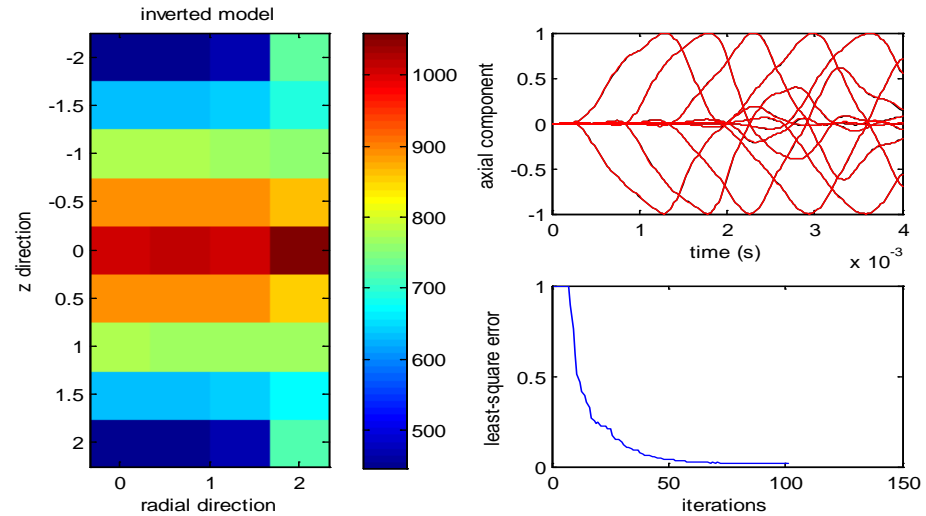 inverted model
-2
-1.5
-1
-0.5
0
0.5
1
1.5
2
z direction
0 1 2
radial direction
1000
900
800
700
600
500
1
0.5
0
-0.5
-1
axial component
0 1 2 3 4
time (s)
x 10⁻³
1
0.5
0
least-square error
0 50 100 150
iterations